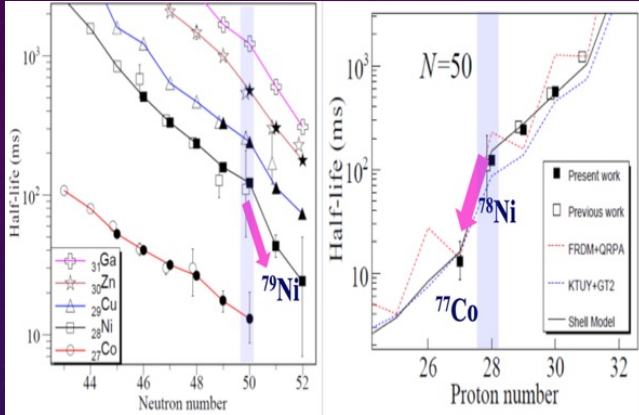 10³
10²
10
Half-life (ms)
44 46 48 50 52
Neutron number
₃₁Ga
₃₀Zn
₂₉Cu
₂₈Ni
₂₇Co
⁷⁹Ni
10³
10²
10
Half-life (ms)
N=50
⁷⁸Ni
⁷⁷Co
Present work
Previous work
FRDM+QRPA
KTUY+GT2
Shell Model
26 28 30 32
Proton number